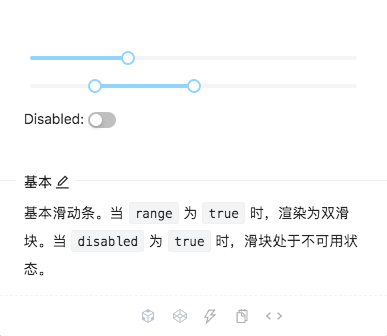 Disabled:
基本
基本滑动条。当 range 为 true 时，渲染为双滑
块。当 disabled 为 true 时，滑块处于不可用状
态。